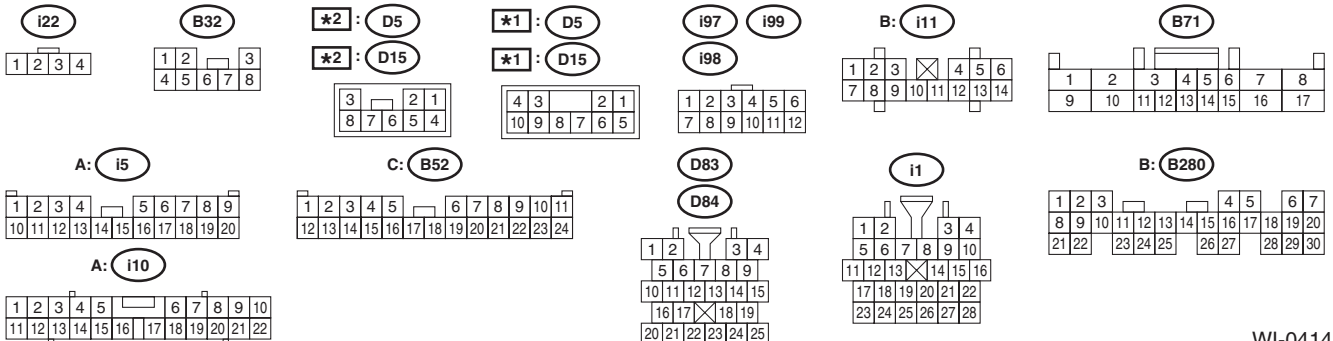 i22
1 2 3 4
B32
1 2 3
4 5 6 7 8
*2 : D5
*2 : D15
3 2 1
8 7 6 5 4
*1 : D5
*1 : D15
4 3 2 1
10 9 8 7 6 5
i97 i99
i98
1 2 3 4 5 6
7 8 9 10 11 12
B: i11
1 2 3 4 5 6
7 8 9 10 11 12 13 14
B71
1 2 3 4 5 6 7 8
9 10 11 12 13 14 15 16 17
A: i5
1 2 3 4 5 6 7 8 9
10 11 12 13 14 15 16 17 18 19 20
C: B52
1 2 3 4 5 6 7 8 9 10 11
12 13 14 15 16 17 18 19 20 21 22 23 24
D83
D84
1 2 3 4
5 6 7 8 9
10 11 12 13 14 15
16 17 18 19
20 21 22 23 24 25
i1
1 2 3 4
5 6 7 8 9 10
11 12 13 14 15 16
17 18 19 20 21 22
23 24 25 26 27 28
B: B280
1 2 3 4 5 6 7
8 9 10 11 12 13 14 15 16 17 18 19 20
21 22 23 24 25 26 27 28 29 30
A: i10
1 2 3 4 5 6 7 8 9 10
11 12 13 14 15 16 17 18 19 20 21 22
WI-0414